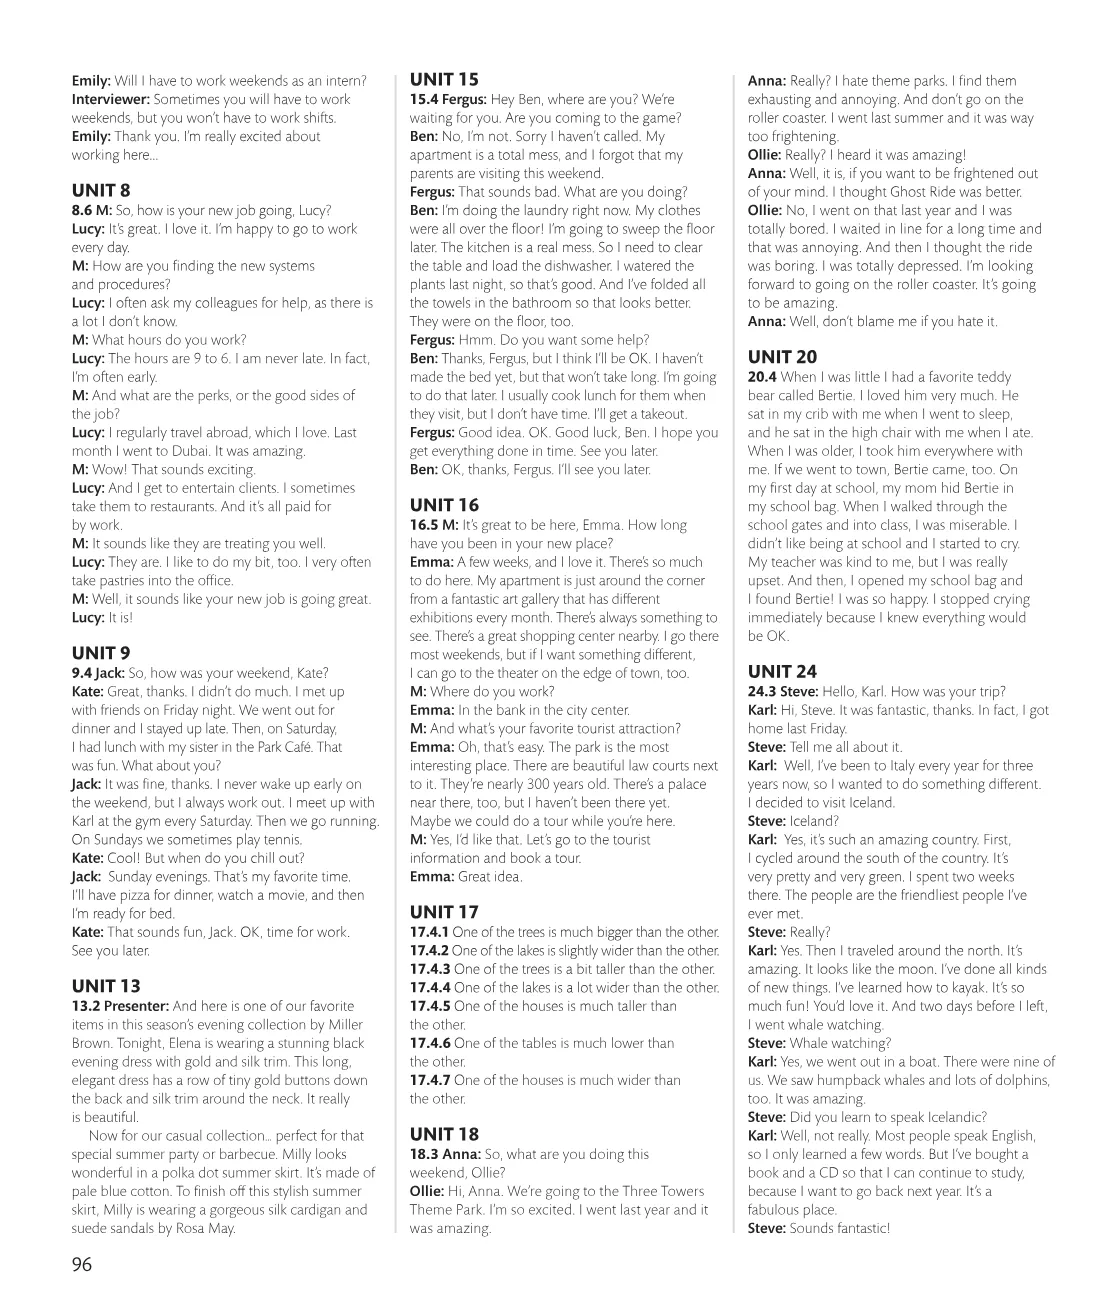 Emily: Will I have to work weekends as an intern?
Interviewer: Sometimes you will have to work
weekends, but you won't have to work shifts.
Emily: Thank you. I'm really excited about
working here...
UNIT 8
8.6 M: So, how is your new job going, Lucy?
Lucy: It's great. I love it. I'm happy to go to work
every day.
M: How are you finding the new systems
and procedures?
Lucy: I often ask my colleagues for help, as there is
a lot I don't know.
M: What hours do you work?
Lucy: The hours are 9 to 6. I am never late. In fact,
I'm often early.
M: And what are the perks, or the good sides of
the job?
Lucy: I regularly travel abroad, which I love. Last
month I went to Dubai. It was amazing.
M: Wow! That sounds exciting.
Lucy: And I get to entertain clients. I sometimes
take them to restaurants. And it's all paid for
by work.
M: It sounds like they are treating you well.
Lucy: They are. I like to do my bit, too. I very often
take pastries into the office.
M: Well, it sounds like your new job is going great.
Lucy: It is!
UNIT 9
9.4 Jack: So, how was your weekend, Kate?
Kate: Great, thanks. I didn't do much. I met up
with friends on Friday night. We went out for
dinner and I stayed up late. Then, on Saturday,
I had lunch with my sister in the Park Café. That
was fun. What about you?
Jack: It was fine, thanks. I never wake up early on
the weekend, but I always work out. I meet up with
Karl at the gym every Saturday. Then we go running.
On Sundays we sometimes play tennis.
Kate: Cool! But when do you chill out?
Jack: Sunday evenings. That's my favorite time.
I'll have pizza for dinner, watch a movie, and then
I'm ready for bed.
Kate: That sounds fun, Jack. OK, time for work.
See you later.
UNIT 13
13.2 Presenter: And here is one of our favorite
items in this season's evening collection by Miller
Brown. Tonight, Elena is wearing a stunning black
evening dress with gold and silk trim. This long,
elegant dress has a row of tiny gold buttons down
the back and silk trim around the neck. It really
is beautiful.
Now for our casual collection... perfect for that
special summer party or barbecue. Milly looks
wonderful in a polka dot summer skirt. It's made of
pale blue cotton. To finish off this stylish summer
skirt, Milly is wearing a gorgeous silk cardigan and
suede sandals by Rosa May.
UNIT 15
15.4 Fergus: Hey Ben, where are you? We're
waiting for you. Are you coming to the game?
Ben: No, I'm not. Sorry I haven't called. My
apartment is a total mess, and I forgot that my
parents are visiting this weekend.
Fergus: That sounds bad. What are you doing?
Ben: I'm doing the laundry right now. My clothes
were all over the floor! I'm going to sweep the floor
later. The kitchen is a real mess. So I need to clear
the table and load the dishwasher. I watered the
plants last night, so that's good. And I've folded all
the towels in the bathroom so that looks better.
They were on the floor, too.
Fergus: Hmm. Do you want some help?
Ben: Thanks, Fergus, but I think I'll be OK. I haven't
made the bed yet, but that won't take long. I'm going
to do that later. I usually cook lunch for them when
they visit, but I don't have time. I'll get a takeout.
Fergus: Good idea. OK. Good luck, Ben. I hope you
get everything done in time. See you later.
Ben: OK, thanks, Fergus. I'll see you later.
UNIT 16
16.5 M: It's great to be here, Emma. How long
have you been in your new place?
Emma: A few weeks, and I love it. There's so much
to do here. My apartment is just around the corner
from a fantastic art gallery that has different
exhibitions every month. There's always something to
see. There's a great shopping center nearby. I go there
most weekends, but if I want something different,
I can go to the theater on the edge of town, too.
M: Where do you work?
Emma: In the bank in the city center.
M: And what's your favorite tourist attraction?
Emma: Oh, that's easy. The park is the most
interesting place. There are beautiful law courts next
to it. They're nearly 300 years old. There's a palace
near there, too, but I haven't been there yet.
Maybe we could do a tour while you're here.
M: Yes, I'd like that. Let's go to the tourist
information and book a tour.
Emma: Great idea.
UNIT 17
17.4.1 One of the trees is much bigger than the other.
17.4.2 One of the lakes is slightly wider than the other.
17.4.3 One of the trees is a bit taller than the other.
17.4.4 One of the lakes is a lot wider than the other.
17.4.5 One of the houses is much taller than
the other.
17.4.6 One of the tables is much lower than
the other.
17.4.7 One of the houses is much wider than
the other.
UNIT 18
18.3 Anna: So, what are you doing this
weekend, Ollie?
Ollie: Hi, Anna. We're going to the Three Towers
Theme Park. I'm so excited. I went last year and it
was amazing.
Anna: Really? I hate theme parks. I find them
exhausting and annoying. And don't go on the
roller coaster. I went last summer and it was way
too frightening.
Ollie: Really? I heard it was amazing!
Anna: Well, it is, if you want to be frightened out
of your mind. I thought Ghost Ride was better.
Ollie: No, I went on that last year and I was
totally bored. I waited in line for a long time and
that was annoying. And then I thought the ride
was boring. I was totally depressed. I'm looking
forward to going on the roller coaster. It's going
to be amazing.
Anna: Well, don't blame me if you hate it.
UNIT 20
20.4 When I was little I had a favorite teddy
bear called Bertie. I loved him very much. He
sat in my crib with me when I went to sleep,
and he sat in the high chair with me when I ate.
When I was older, I took him everywhere with
me. If we went to town, Bertie came, too. On
my first day at school, my mom hid Bertie in
my school bag. When I walked through the
school gates and into class, I was miserable. I
didn't like being at school and I started to cry.
My teacher was kind to me, but I was really
upset. And then, I opened my school bag and
I found Bertie! I was so happy. I stopped crying
immediately because I knew everything would
be OK.
UNIT 24
24.3 Steve: Hello, Karl. How was your trip?
Karl: Hi, Steve. It was fantastic, thanks. In fact, I got
home last Friday.
Steve: Tell me all about it.
Karl: Well, I've been to Italy every year for three
years now, so I wanted to do something different.
I decided to visit Iceland.
Steve: Iceland?
Karl: Yes, it's such an amazing country. First,
I cycled around the south of the country. It's
very pretty and very green. I spent two weeks
there. The people are the friendliest people I've
ever met.
Steve: Really?
Karl: Yes. Then I traveled around the north. It's
amazing. It looks like the moon. I've done all kinds
of new things. I've learned how to kayak. It's so
much fun! You'd love it. And two days before I left,
I went whale watching.
Steve: Whale watching?
Karl: Yes, we went out in a boat. There were nine of
us. We saw humpback whales and lots of dolphins,
too. It was amazing.
Steve: Did you learn to speak Icelandic?
Karl: Well, not really. Most people speak English,
so I only learned a few words. But I've bought a
book and a CD so that I can continue to study,
because I want to go back next year. It's a
fabulous place.
Steve: Sounds fantastic!
96